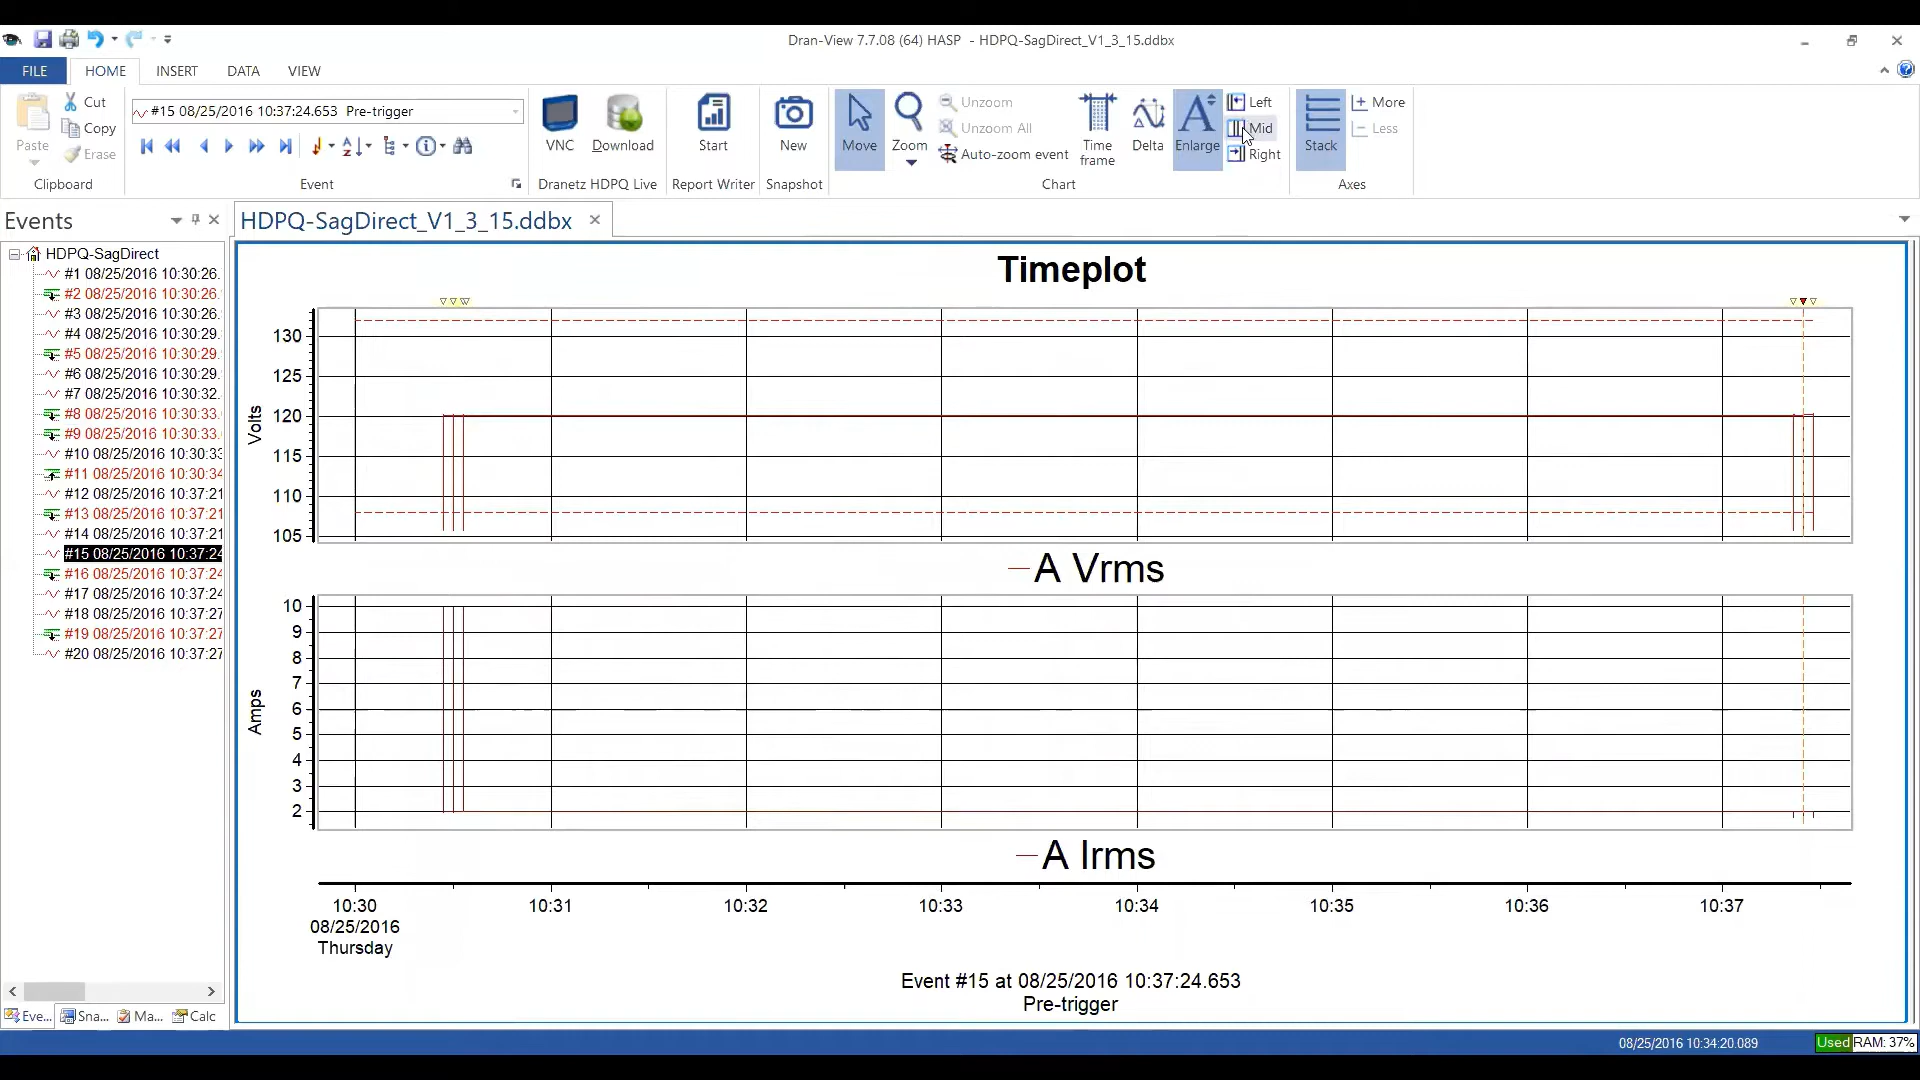 Dran-View 7.7.08 (64) HASP - HDPQ-SagDirect_V1_3_15.ddbx
FILE HOME INSERT DATA VIEW
Paste
Cut
Copy
Erase
Clipboard
#15 08/25/2016 10:37:24.653 Pre-trigger
Event
VNC
Download
Dranetz HDPQ Live
Start
Report Writer
New
Snapshot
Move
Zoom
Unzoom
Unzoom All
Auto-zoom event
Time frame
Delta
Enlarge
Left
Mid
Right
Chart
Stack
More
Less
Axes
Events
HDPQ-SagDirect
#1 08/25/2016 10:30:26.
#2 08/25/2016 10:30:26.
#3 08/25/2016 10:30:26.
#4 08/25/2016 10:30:29.
#5 08/25/2016 10:30:29.
#6 08/25/2016 10:30:29.
#7 08/25/2016 10:30:32.
#8 08/25/2016 10:30:33.
#9 08/25/2016 10:30:33.
#10 08/25/2016 10:30:33
#11 08/25/2016 10:30:34
#12 08/25/2016 10:37:21
#13 08/25/2016 10:37:21
#14 08/25/2016 10:37:21
#15 08/25/2016 10:37:24
#16 08/25/2016 10:37:24
#17 08/25/2016 10:37:24
#18 08/25/2016 10:37:27
#19 08/25/2016 10:37:27
#20 08/25/2016 10:37:27
Eve... Sna... Ma... Calc
HDPQ-SagDirect_V1_3_15.ddbx
Timeplot
Volts
130
125
120
115
110
105
A Vrms
Amps
10
9
8
7
6
5
4
3
2
A Irms
10:30 10:31 10:32 10:33 10:34 10:35 10:36 10:37
08/25/2016
Thursday
Event #15 at 08/25/2016 10:37:24.653
Pre-trigger
08/25/2016 10:34:20.089
Used RAM: 37%